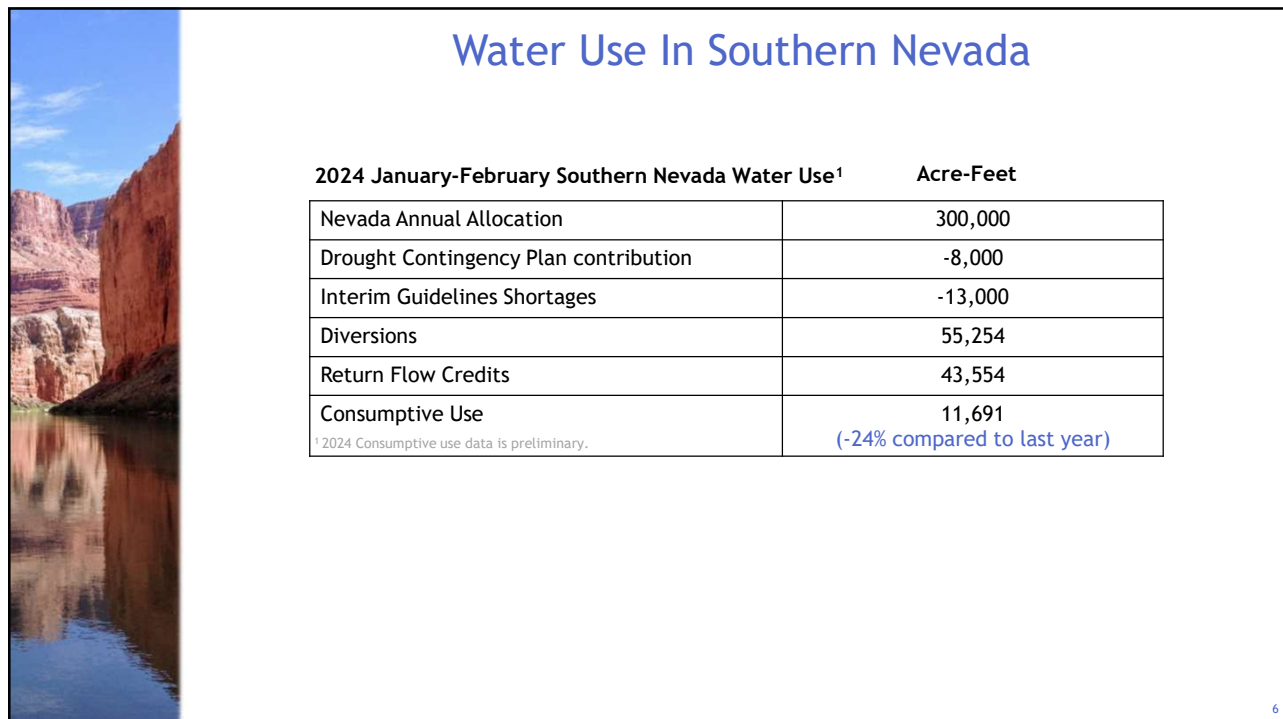 Water Use In Southern Nevada
2024 January-February Southern Nevada Water Use¹ Acre-Feet
Nevada Annual Allocation 300,000
Drought Contingency Plan contribution -8,000
Interim Guidelines Shortages -13,000
Diversions 55,254
Return Flow Credits 43,554
Consumptive Use 11,691
¹ 2024 Consumptive use data is preliminary. (-24% compared to last year)
6